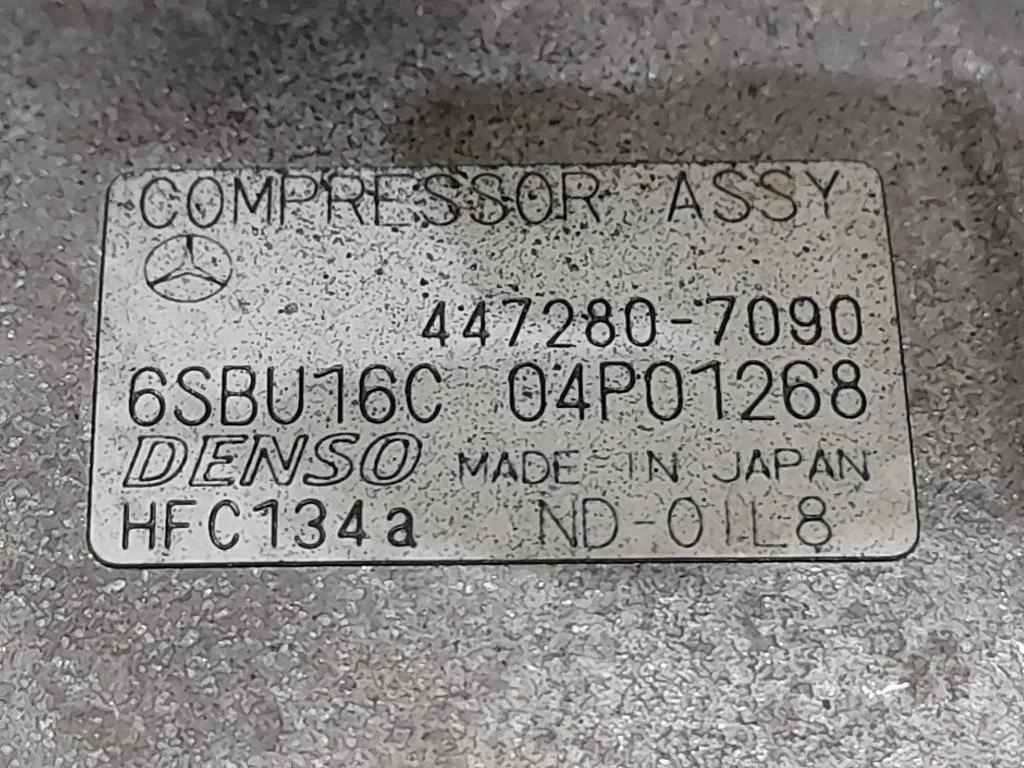 COMPRESSOR ASSY
447280-7090
6SBU16C 04P01268
DENSO MADE IN JAPAN
HFC134a ND-OIL8